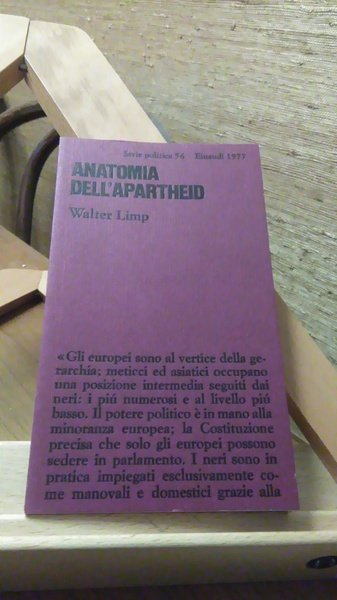 Serie politica 56 Einaudi 1977
ANATOMIA
DELL'APARTHEID
Walter Limp
«Gli europei sono al vertice della ge-
rarchia; meticci ed asiatici occupano
una posizione intermedia seguiti dai
neri: i piú numerosi e al livello piú
basso. Il potere politico è in mano alla
minoranza europea; la Costituzione
precisa che solo gli europei possono
sedere in parlamento. I neri sono in
pratica impiegati esclusivamente co-
me manovali e domestici grazie alla